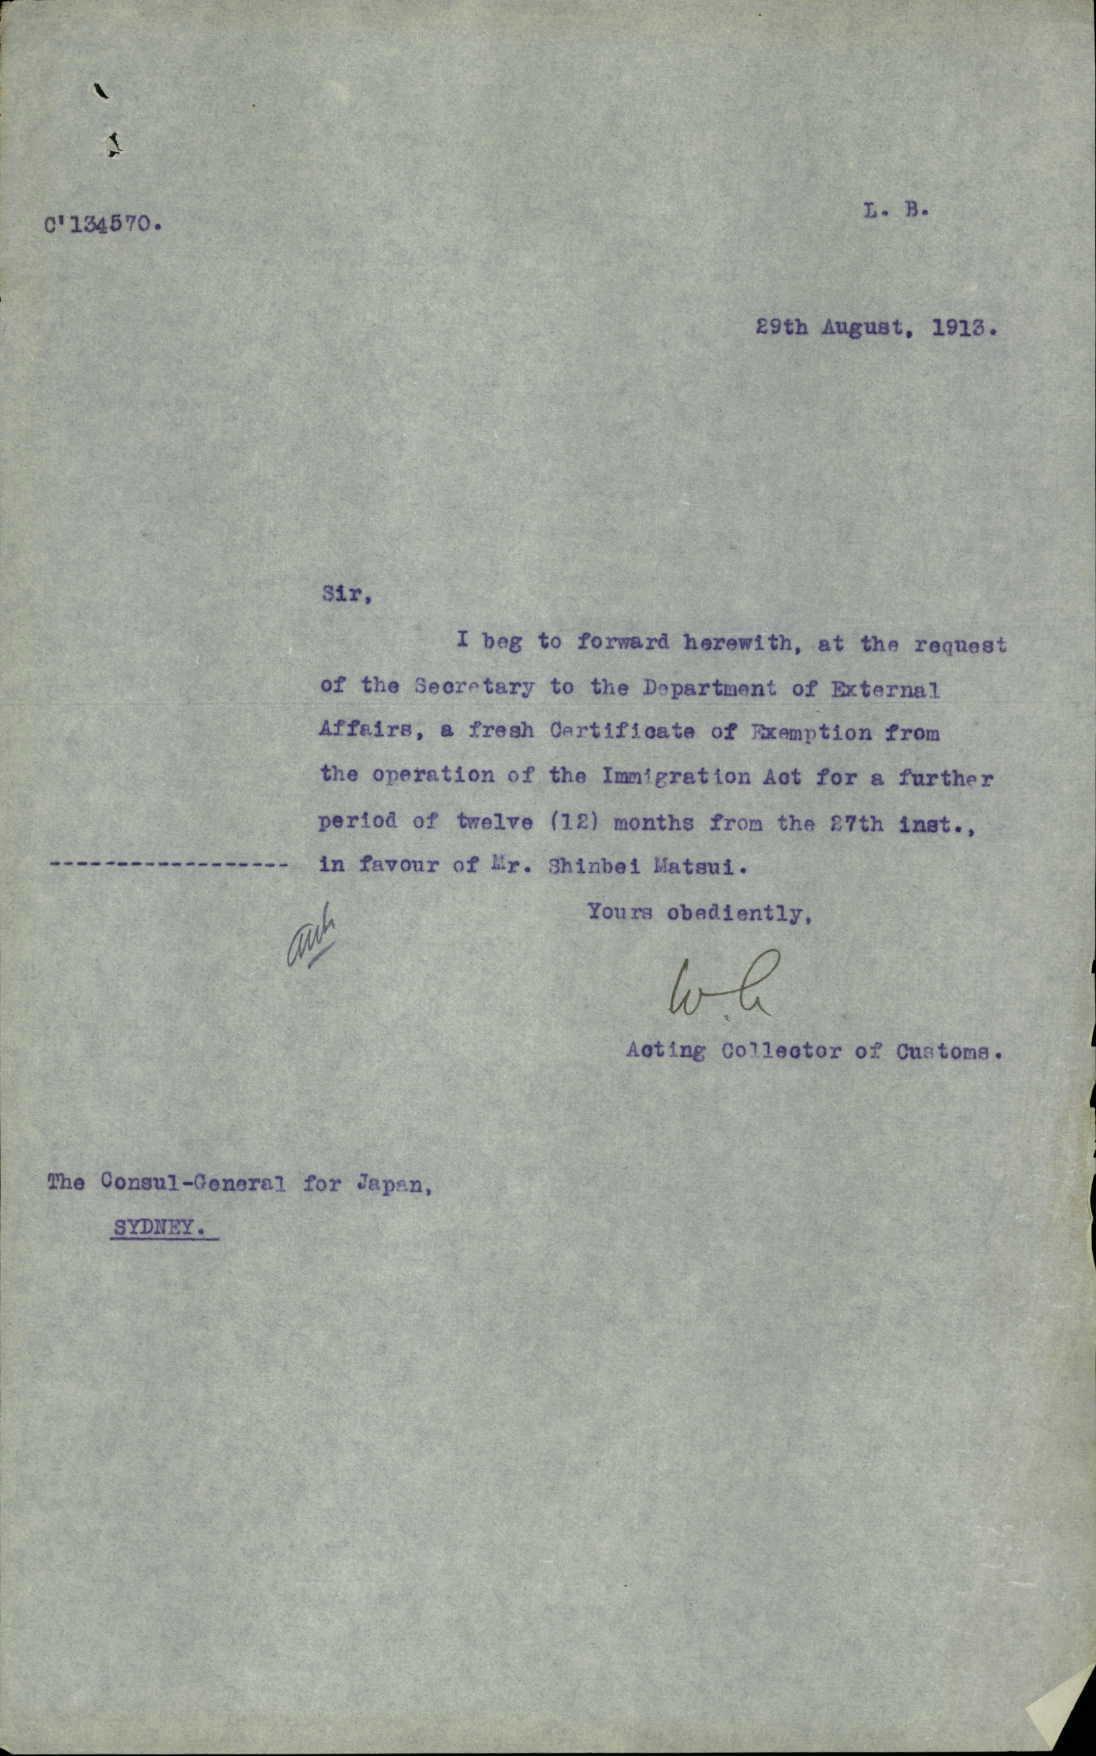 L. B.
C'134570.
29th August, 1913.
Sir,
I beg to forward herewith, at the request
of the Secretary to the Department of External
Affairs, a fresh Certificate of Exemption from
the operation of the Immigration Act for a further
period of twelve (12) months from the 27th inst.,
------------------ in favour of Mr. Shinbei Matsui.
Yours obediently,
Acting Collector of Customs.
The Consul-General for Japan,
SYDNEY.